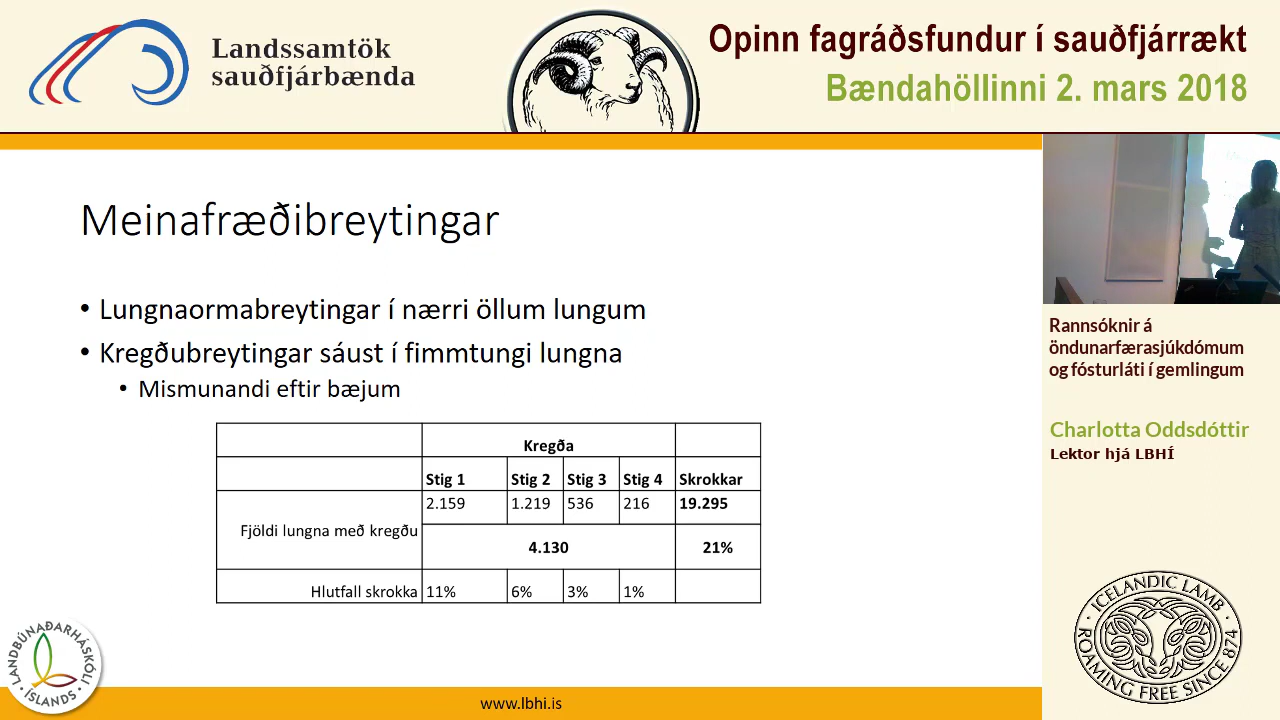 Landssamtök
sauðfjárbænda
Opinn fagráðsfundur í sauðfjárrækt
Bændahöllinni 2. mars 2018
Meinafræðibreytingar
• Lungnaormabreytingar í nærri öllum lungum
• Kregðubreytingar sáust í fimmtungi lungna
• Mismunandi eftir bæjum
Kregða
Stig 1 Stig 2 Stig 3 Stig 4 Skrokkar
2.159 1.219 536 216 19.295
Fjöldi lungna með kregðu
4.130 21%
Hlutfall skrokka 11% 6% 3% 1%
Rannsóknir á
öndunarfærasjúkdómum
og fósturláti í gemlingum
Charlotta Oddsdóttir
Lektor hjá LBHÍ
· ICELANDIC LAMB ·
ROAMING FREE SINCE 874
LANDBÚNAÐARHÁSKÓLI
· ÍSLANDS ·
www.lbhi.is